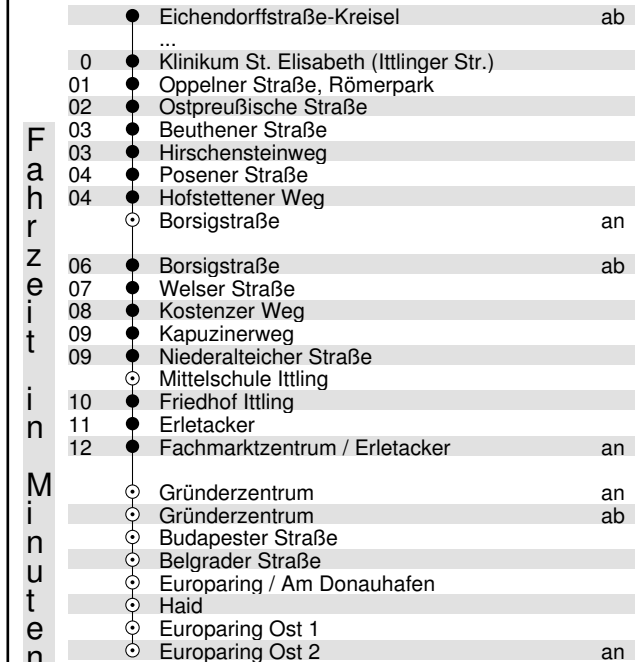 Eichendorffstraße-Kreisel ab
...
0 Klinikum St. Elisabeth (Ittlinger Str.)
01 Oppelner Straße, Römerpark
02 Ostpreußische Straße
03 Beuthener Straße
03 Hirschensteinweg
04 Posener Straße
04 Hofstettener Weg
Borsigstraße an
06 Borsigstraße ab
07 Welser Straße
08 Kostenzer Weg
09 Kapuzinerweg
09 Niederalteicher Straße
Mittelschule Ittling
10 Friedhof Ittling
11 Erletacker
12 Fachmarktzentrum / Erletacker an
Gründerzentrum an
Gründerzentrum ab
Budapester Straße
Belgrader Straße
Europaring / Am Donauhafen
Haid
Europaring Ost 1
Europaring Ost 2 an
Fahrzeit in Minuten